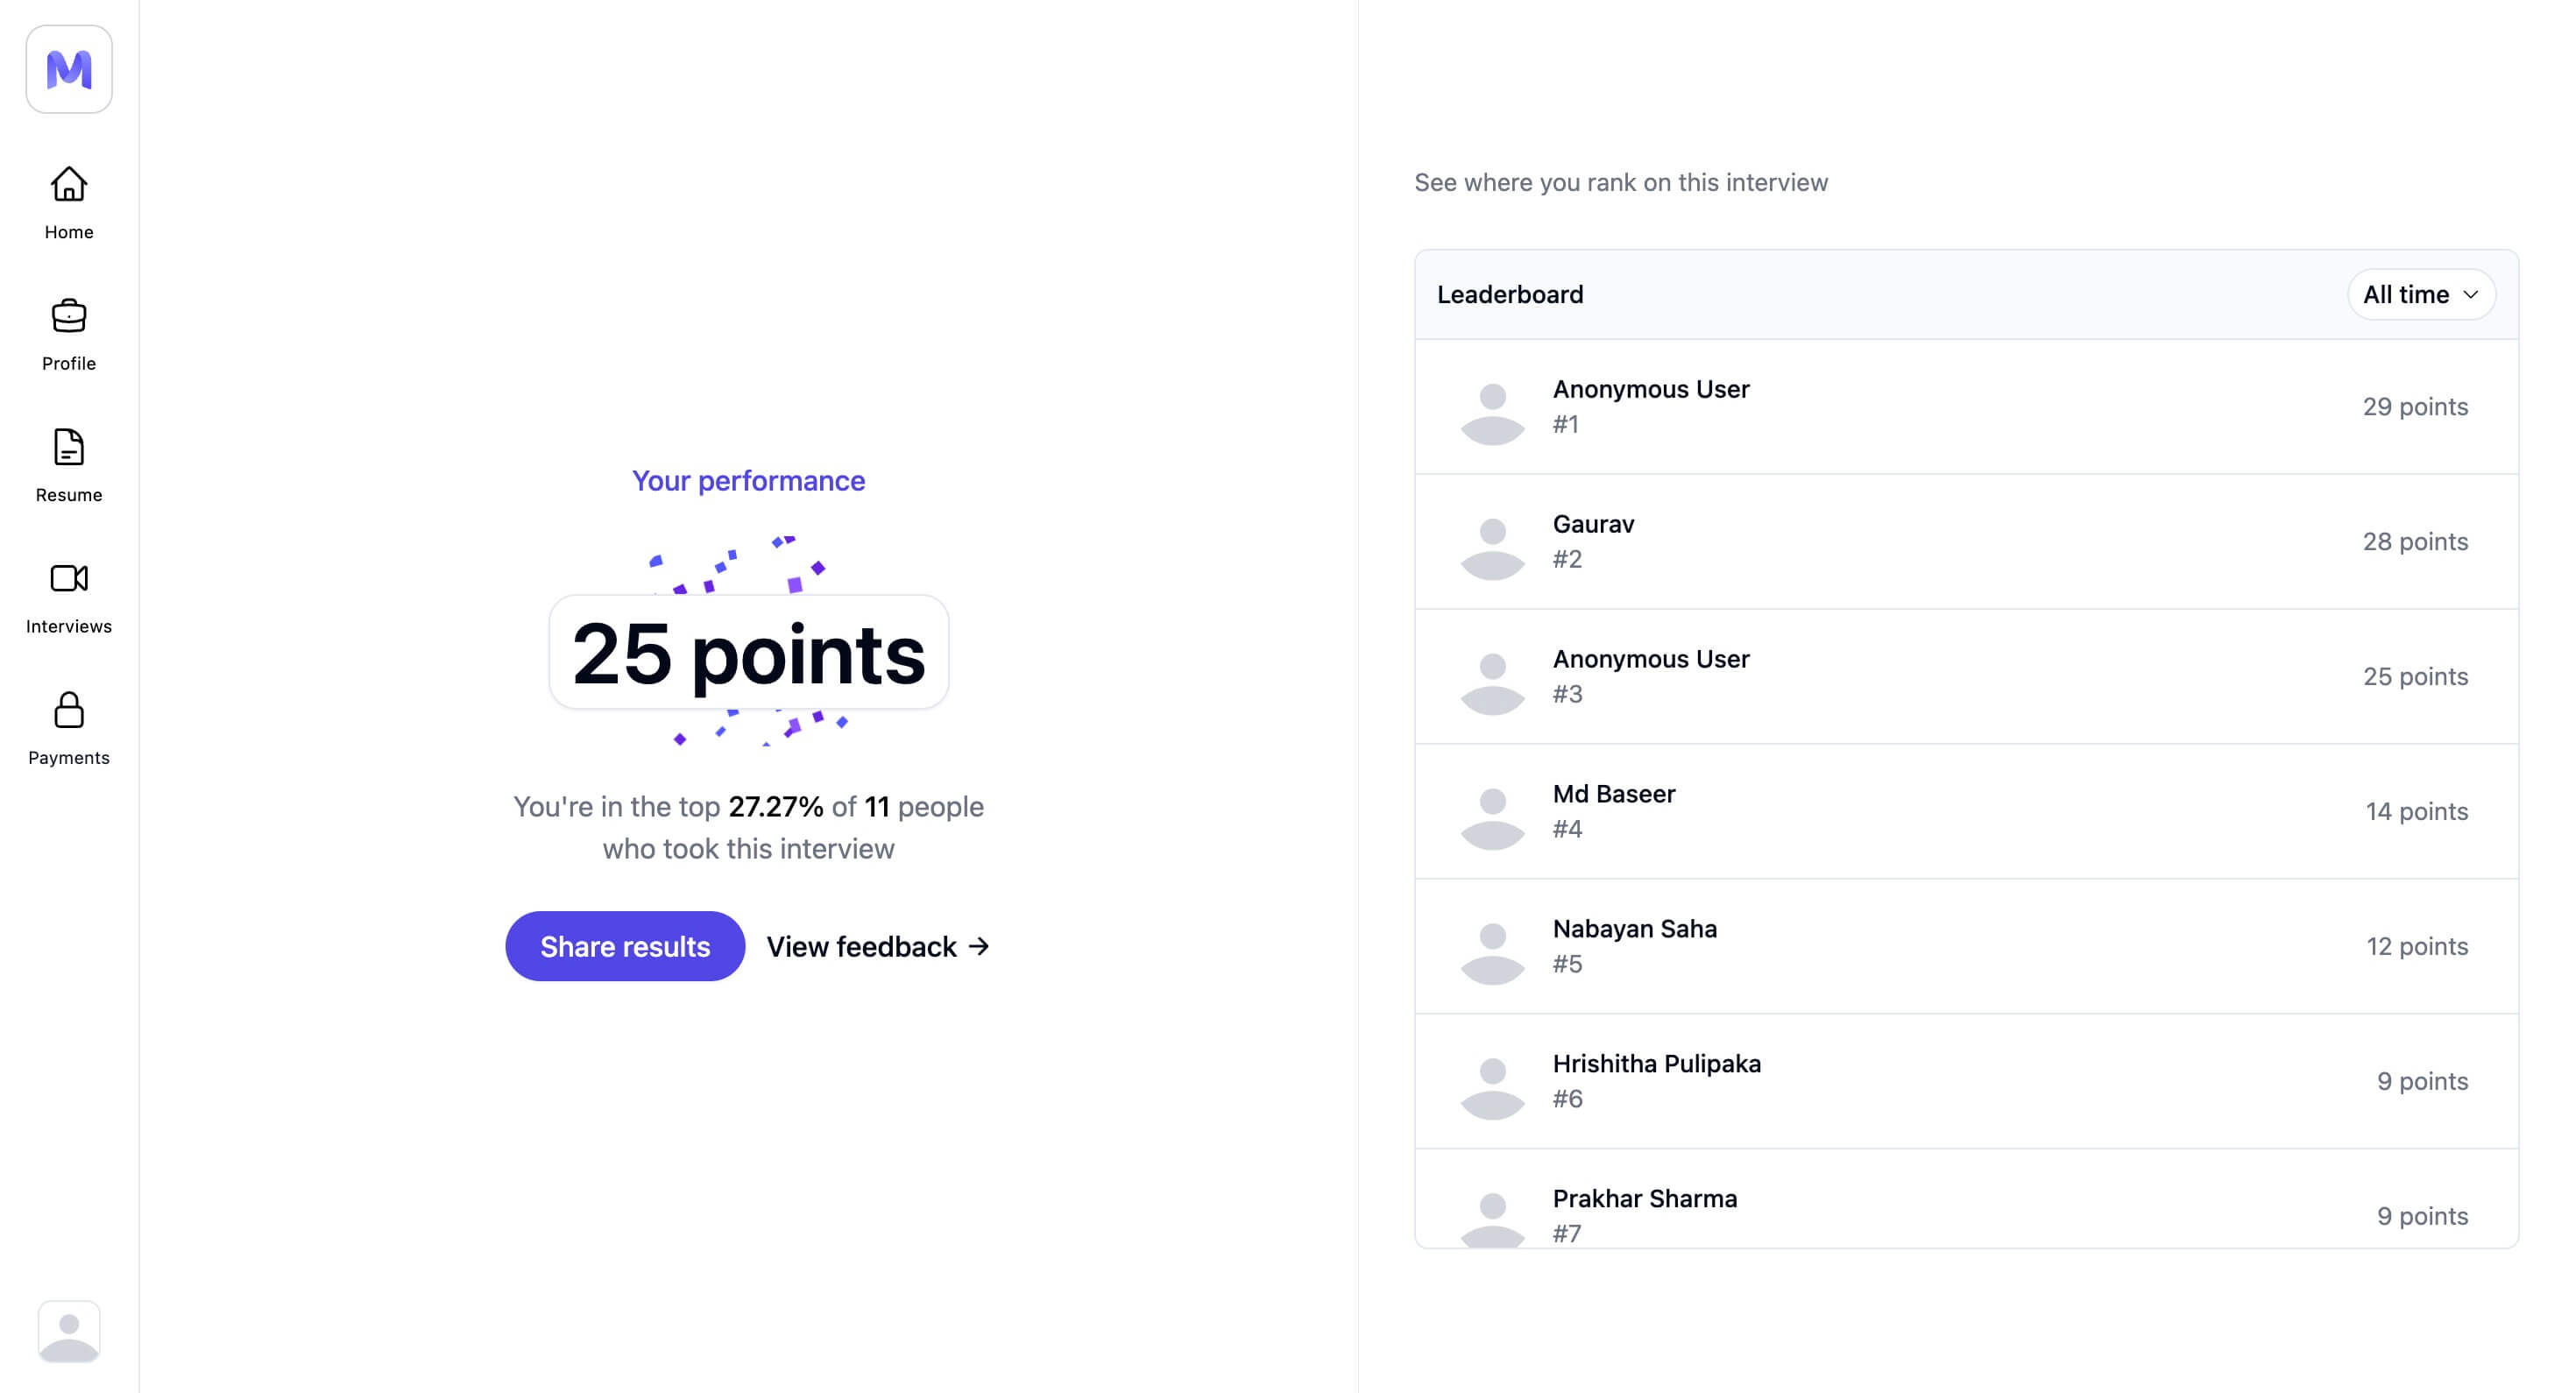 M
Home
Profile
Resume
Interviews
Payments
Your performance
25 points
You're in the top 27.27% of 11 people
who took this interview
Share results View feedback →
See where you rank on this interview
Leaderboard All time
Anonymous User
#1
29 points
Gaurav
#2
28 points
Anonymous User
#3
25 points
Md Baseer
#4
14 points
Nabayan Saha
#5
12 points
Hrishitha Pulipaka
#6
9 points
Prakhar Sharma
#7
9 points